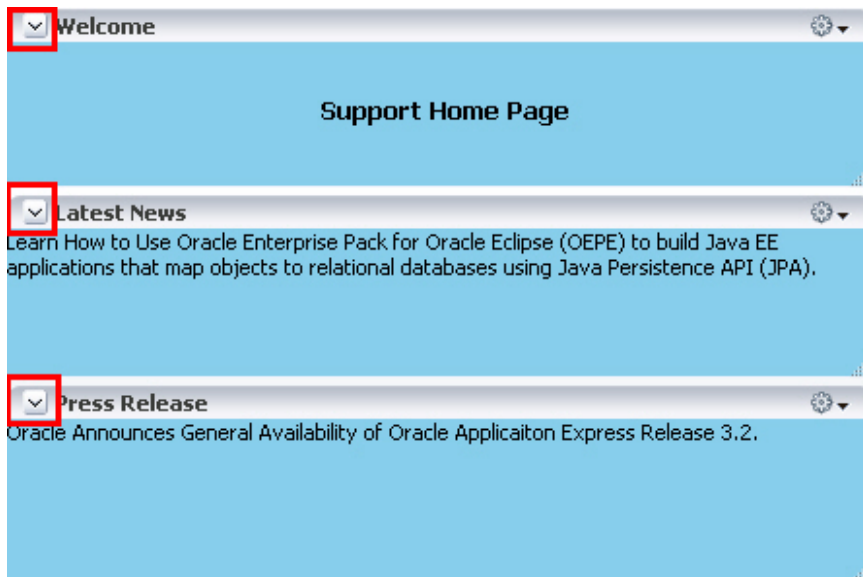 Welcome
Support Home Page
Latest News
Learn How to Use Oracle Enterprise Pack for Oracle Eclipse (OEPE) to build Java EE
applications that map objects to relational databases using Java Persistence API (JPA).
Press Release
Oracle Announces General Availability of Oracle Applicaiton Express Release 3.2.